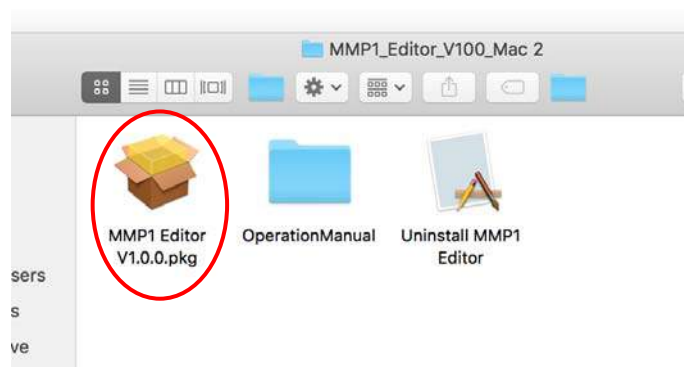 MMP1_Editor_V100_Mac 2
MMP1 Editor
V1.0.0.pkg
OperationManual
Uninstall MMP1
Editor
sers
s
ve